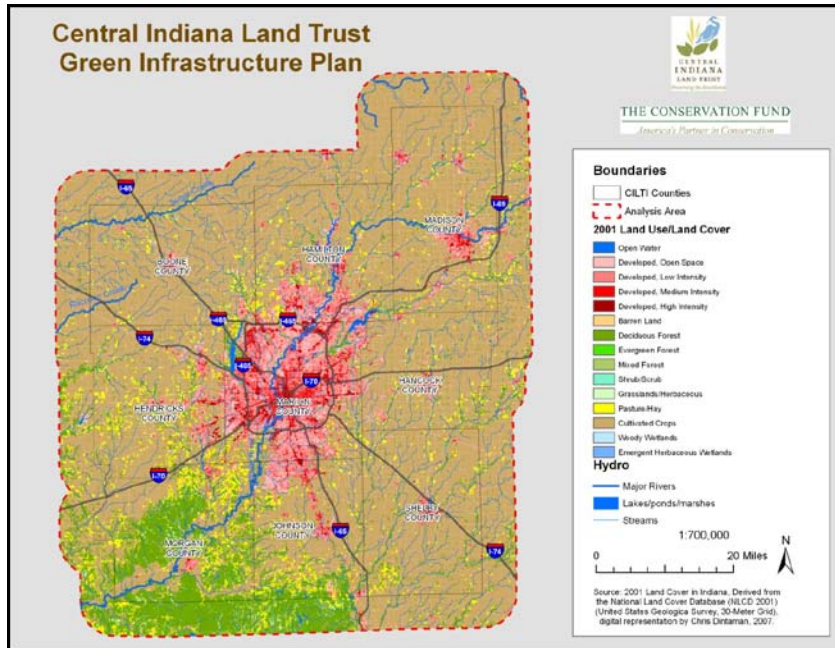 Central Indiana Land Trust
Green Infrastructure Plan
CENTRAL
INDIANA
LAND TRUST
THE CONSERVATION FUND
America's Partner in Conservation
Boundaries
CILTI Counties
Analysis Area
2001 Land Use/Land Cover
Open Water
Developed, Open Space
Developed, Low Intensity
Developed, Medium Intensity
Developed, High Intensity
Barren Land
Deciduous Forest
Evergreen Forest
Mixed Forest
Shrub/Scrub
Grasslands/Herbaceous
Pasture/Hay
Cultivated Crops
Woody Wetlands
Emergent Herbaceous Wetlands
Hydro
Major Rivers
Lakes/ponds/marshes
Streams
1:700,000
N
0 20 Miles
Source: 2001 Land Cover in Indiana, Derived from
the National Land Cover Database (NLCD 2001)
(United States Geologica Survey, 30-Meter Grid),
digital representation by Chris Dintaman, 2007.
I-65
I-69
MADISON
COUNTY
HAMILTON
COUNTY
BOONE
COUNTY
I-465
I-465
I-74
I-465
I-70
HANCOCK
COUNTY
MARION
COUNTY
HENDRICKS
COUNTY
I-70
SHELBY
COUNTY
JOHNSON
COUNTY
I-65
MORGAN
COUNTY
I-74